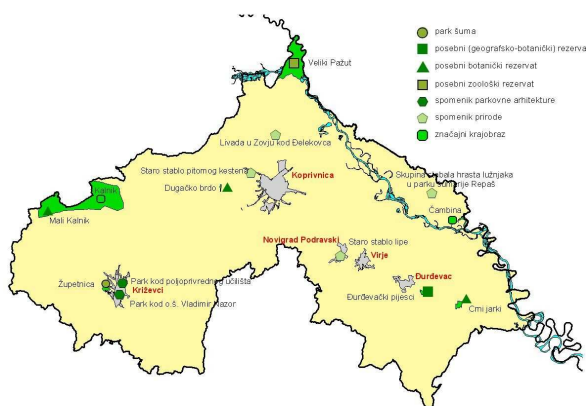 park šuma
posebni (geografsko-botanički) rezerva
posebni botanički rezervat
posebni zoološki rezervat
spomenik parkovne arhitekture
spomenik prirode
značajni krajobraz
Veliki Pažut
Livada u Zovju kod Đelekovca
Staro stablo pitomog kestena
Koprivnica
Dugačko brdo I
Skupina stabala hrasta lužnjaka
u parku šumarije Repaš
Kalnik
Mali Kalnik
Čambina
Novigrad Podravski
Staro stablo lipe
Virje
Đurđevac
Đurđevački pijesci
Crni jarki
Župetnica
Park kod poljoprivrednog učilišta
Križevci
Park kod o.š. Vladimir Nazor